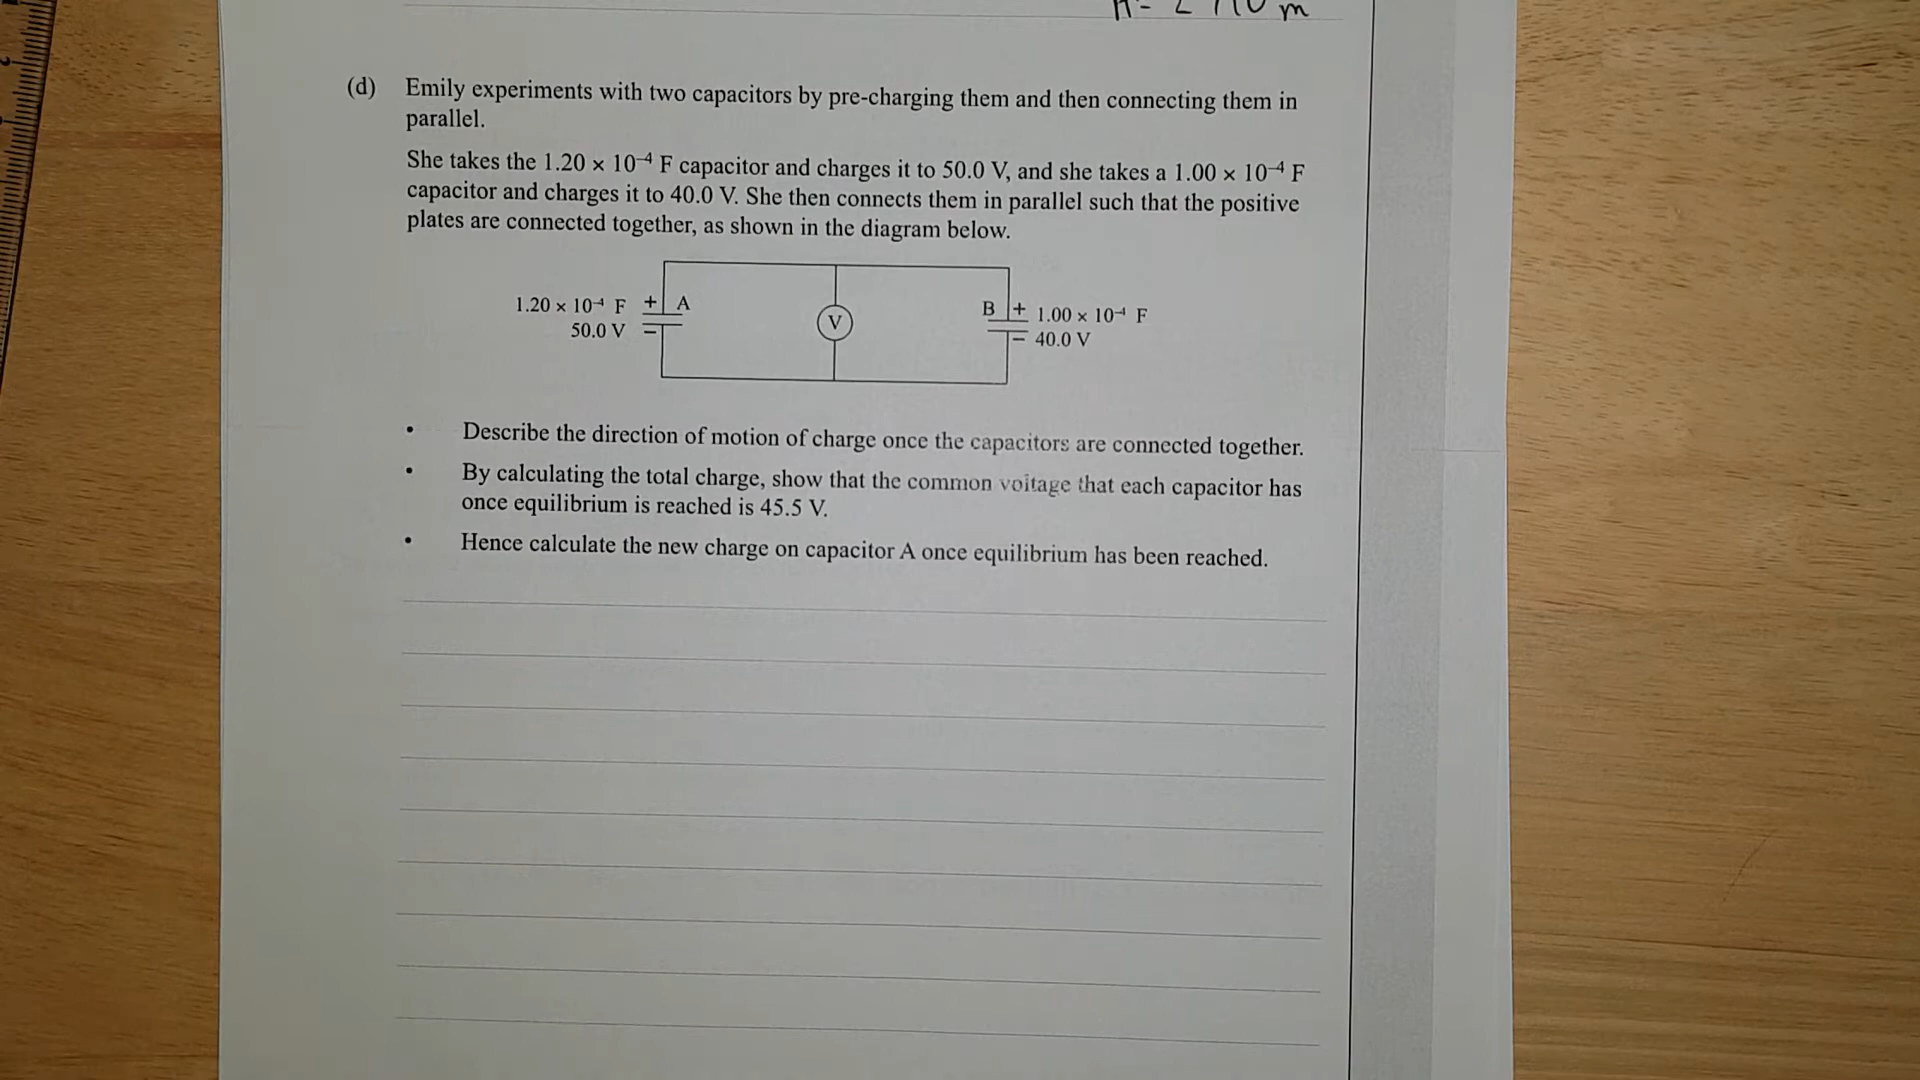 (d) Emily experiments with two capacitors by pre-charging them and then connecting them in
parallel.
She takes the 1.20 × 10⁻⁴ F capacitor and charges it to 50.0 V, and she takes a 1.00 × 10⁻⁴ F
capacitor and charges it to 40.0 V. She then connects them in parallel such that the positive
plates are connected together, as shown in the diagram below.
1.20 × 10⁻⁴ F + A
50.0 V −
V
B + 1.00 × 10⁻⁴ F
− 40.0 V
• Describe the direction of motion of charge once the capacitors are connected together.
• By calculating the total charge, show that the common voltage that each capacitor has
once equilibrium is reached is 45.5 V.
• Hence calculate the new charge on capacitor A once equilibrium has been reached.